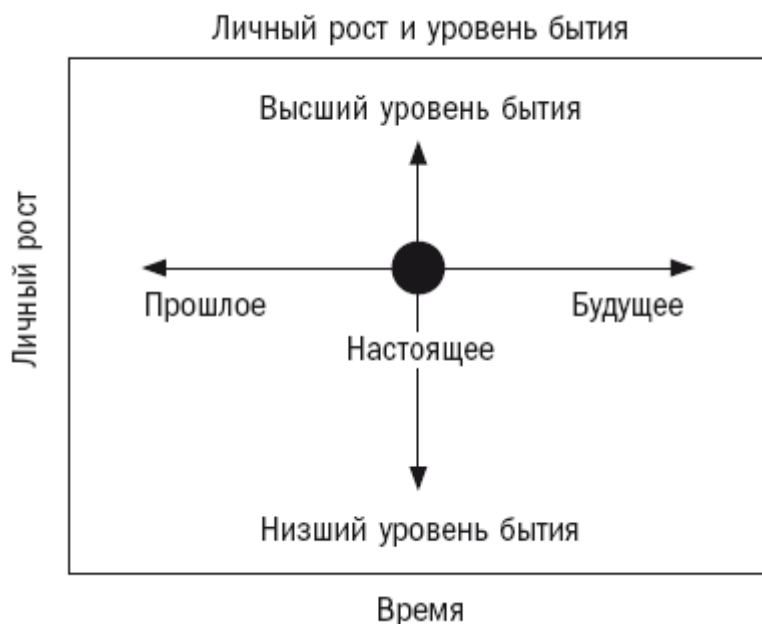 Личный рост и уровень бытия
Высший уровень бытия
Личный рост
Прошлое
Будущее
Настоящее
Низший уровень бытия
Время